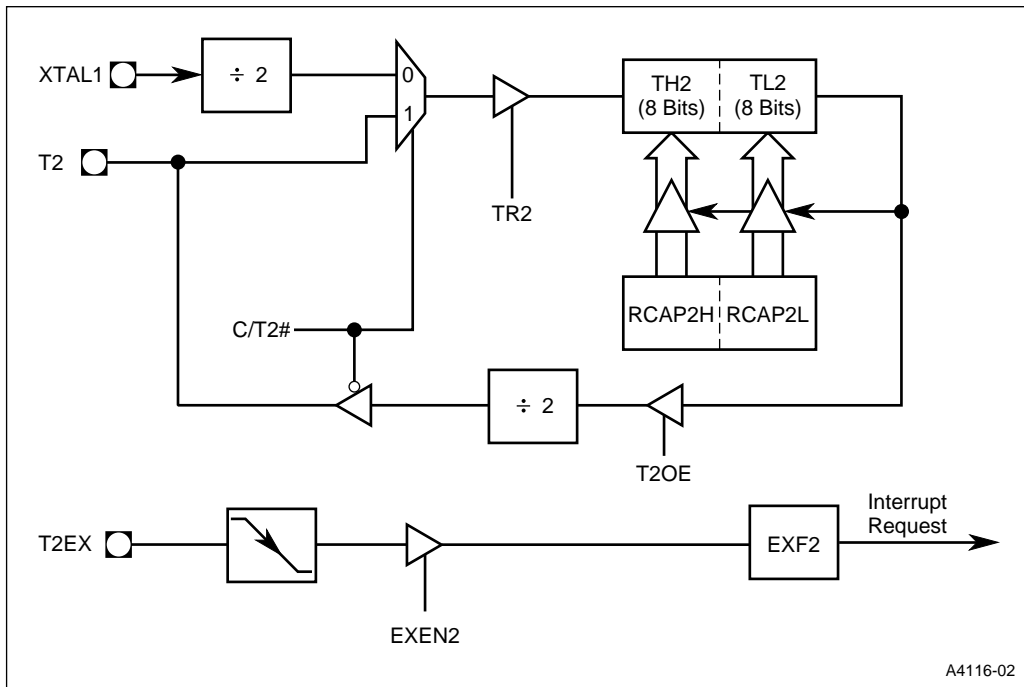 XTAL1
÷ 2
0
1
TH2
(8 Bits)
TL2
(8 Bits)
T2
TR2
RCAP2H
RCAP2L
C/T2#
÷ 2
T2OE
T2EX
EXEN2
EXF2
Interrupt
Request
A4116-02